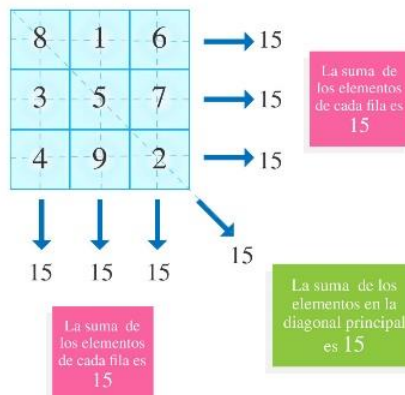 8 1 6 15
3 5 7 15
4 9 2 15
La suma de
los elementos
de cada fila es
15
15 15 15
15
La suma de los
elementos en la
diagonal principal
es 15
La suma de
los elementos
de cada fila es
15